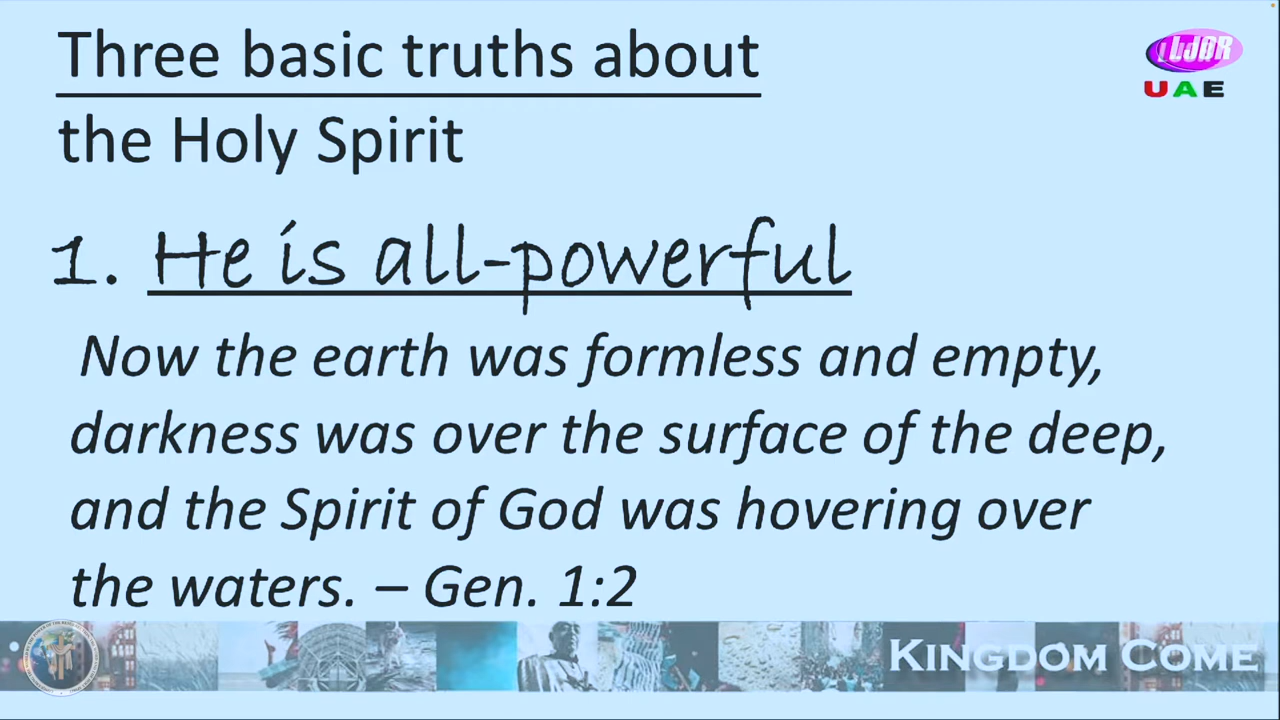 Three basic truths about
the Holy Spirit
1. He is all-powerful
Now the earth was formless and empty,
darkness was over the surface of the deep,
and the Spirit of God was hovering over
the waters. – Gen. 1:2
UAE
KINGDOM COME